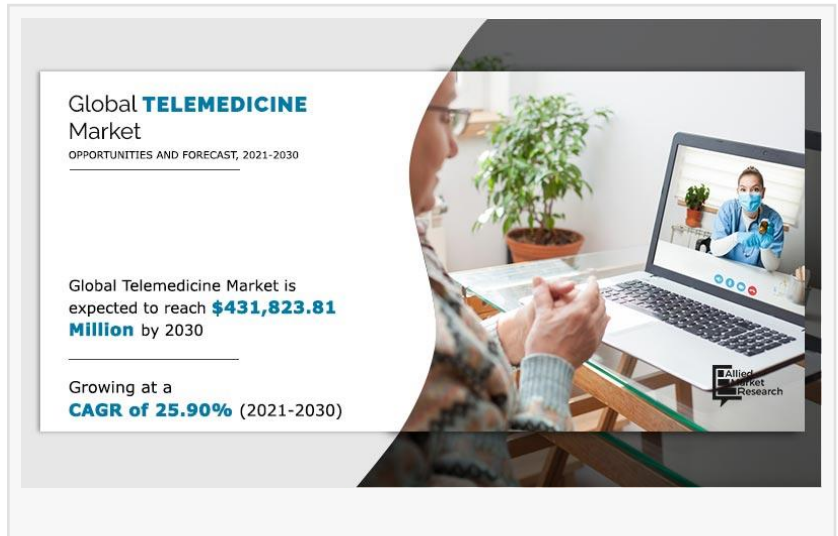 Global TELEMEDICINE
Market
OPPORTUNITIES AND FORECAST, 2021-2030
Global Telemedicine Market is
expected to reach $431,823.81
Million by 2030
Growing at a
CAGR of 25.90% (2021-2030)
Allied
Market
Research